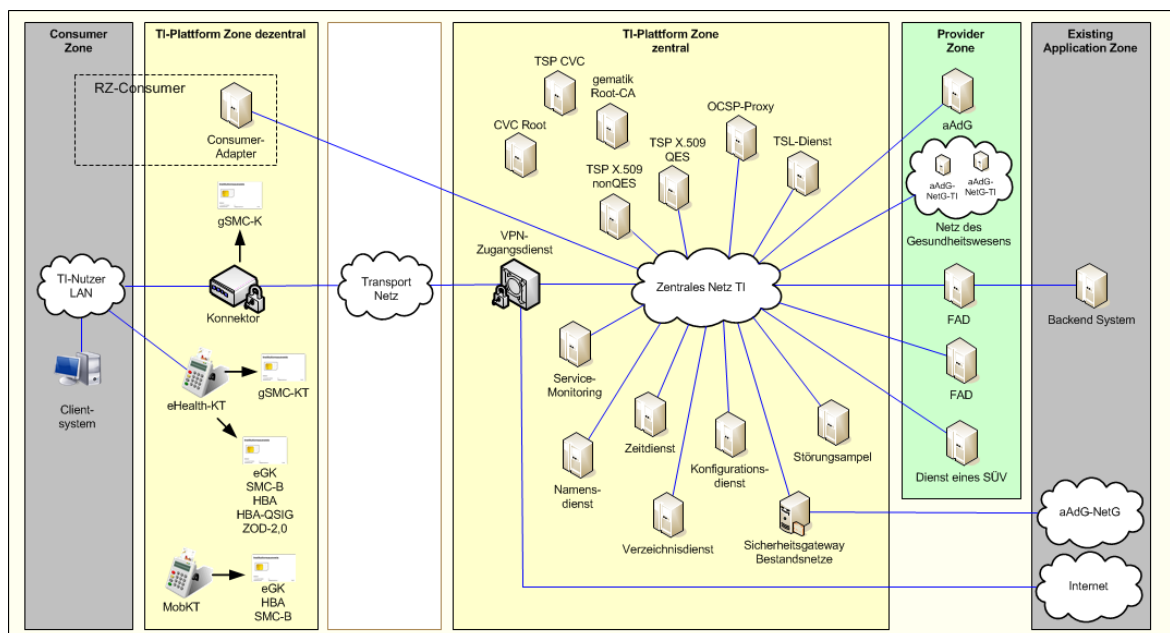 Consumer
Zone
TI-Plattform Zone dezentral
TI-Plattform Zone
zentral
Provider
Zone
Existing
Application Zone
RZ-Consumer
Consumer-
Adapter
gSMC-K
TI-Nutzer
LAN
Konnektor
Client-
system
eHealth-KT
gSMC-KT
eGK
SMC-B
HBA
HBA-QSIG
ZOD-2,0
MobKT
eGK
HBA
SMC-B
Transport
Netz
VPN-
Zugangsdienst
TSP CVC
gematik
Root-CA
CVC Root
OCSP-Proxy
TSP X.509
QES
TSL-Dienst
TSP X.509
nonQES
Zentrales Netz TI
Service-
Monitoring
Zeitdienst
Namens-
dienst
Verzeichnisdienst
Konfigurations-
dienst
Störungsampel
Sicherheitsgateway
Bestandsnetze
aAdG
aAdG-
NetG-TI
aAdG-
NetG-TI
Netz des
Gesundheitswesens
FAD
FAD
Dienst eines SÜV
Backend System
aAdG-NetG
Internet